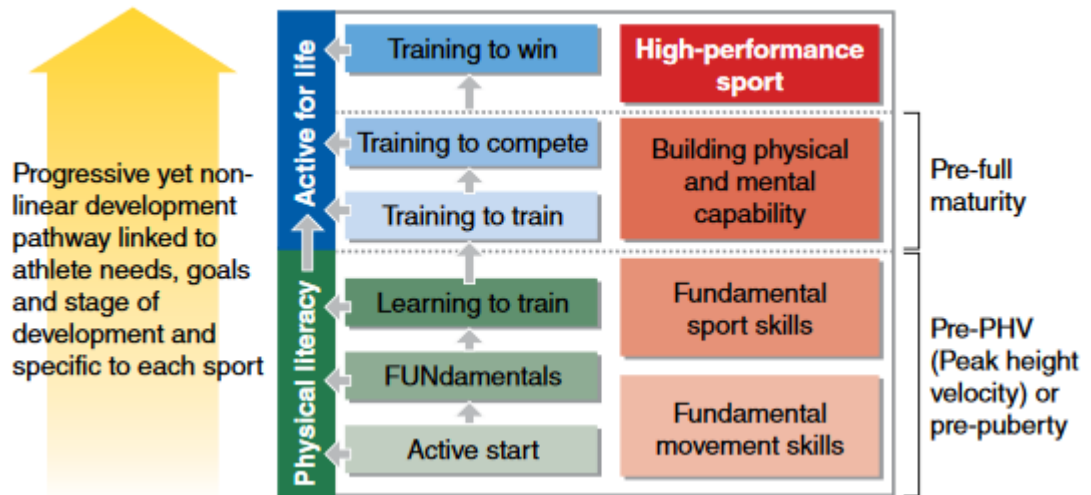 Progressive yet non-
linear development
pathway linked to
athlete needs, goals
and stage of
development and
specific to each sport
Active for life
Physical literacy
Training to win
Training to compete
Training to train
Learning to train
FUNdamentals
Active start
High-performance
sport
Building physical
and mental
capability
Fundamental
sport skills
Fundamental
movement skills
Pre-full
maturity
Pre-PHV
(Peak height
velocity) or
pre-puberty